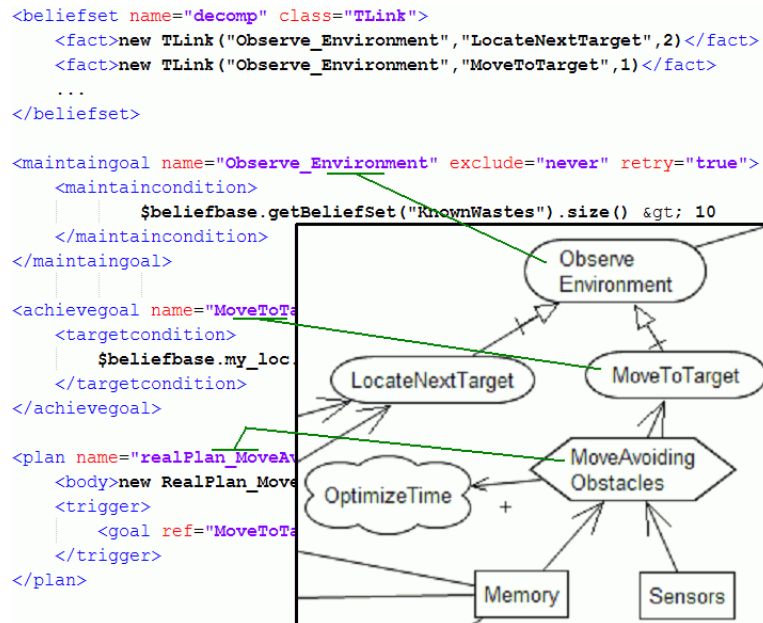 <beliefset name="decomp" class="TLink">
<fact>new TLink("Observe_Environment","LocateNextTarget",2)</fact>
<fact>new TLink("Observe_Environment","MoveToTarget",1)</fact>
...
</beliefset>
<maintaingoal name="Observe_Environment" exclude="never" retry="true">
<maintaincondition>
$beliefbase.getBeliefSet("KnownWastes").size() &gt; 10
</maintaincondition>
</maintaingoal>
<achievegoal name="MoveToTa
<targetcondition>
$beliefbase.my_loc.
</targetcondition>
</achievegoal>
<plan name="realPlan_MoveAv
<body>new RealPlan_Move
<trigger>
<goal ref="MoveToTa
</trigger>
</plan>
Observe
Environment
LocateNextTarget
MoveToTarget
MoveAvoiding
Obstacles
OptimizeTime
+
Memory
Sensors